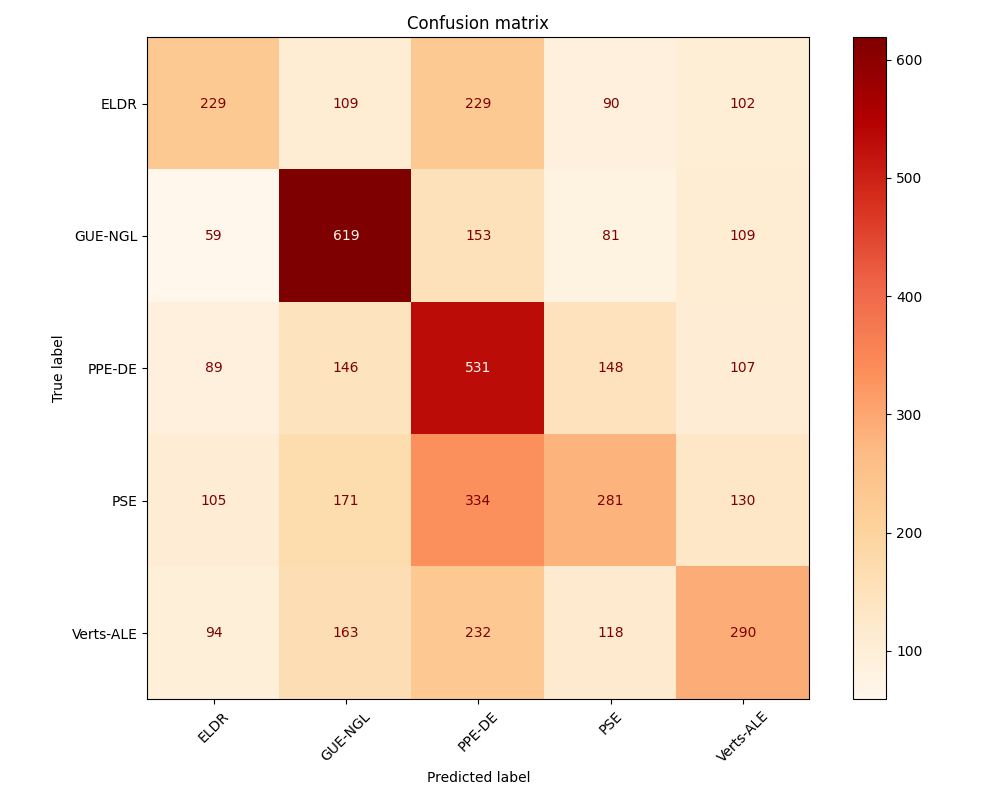 Confusion matrix
ELDR 229 109 229 90 102
GUE-NGL 59 619 153 81 109
PPE-DE 89 146 531 148 107
PSE 105 171 334 281 130
Verts-ALE 94 163 232 118 290
ELDR GUE-NGL PPE-DE PSE Verts-ALE
Predicted label
True label
600
500
400
300
200
100